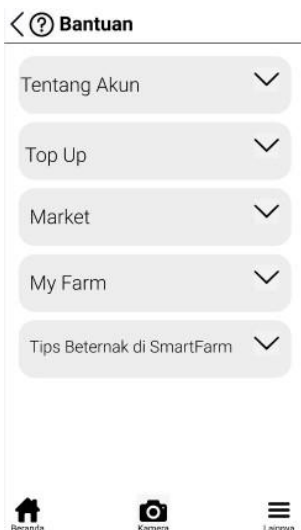 Bantuan
Tentang Akun
Top Up
Market
My Farm
Tips Beternak di SmartFarm
Beranda
Kamera
Lainnya